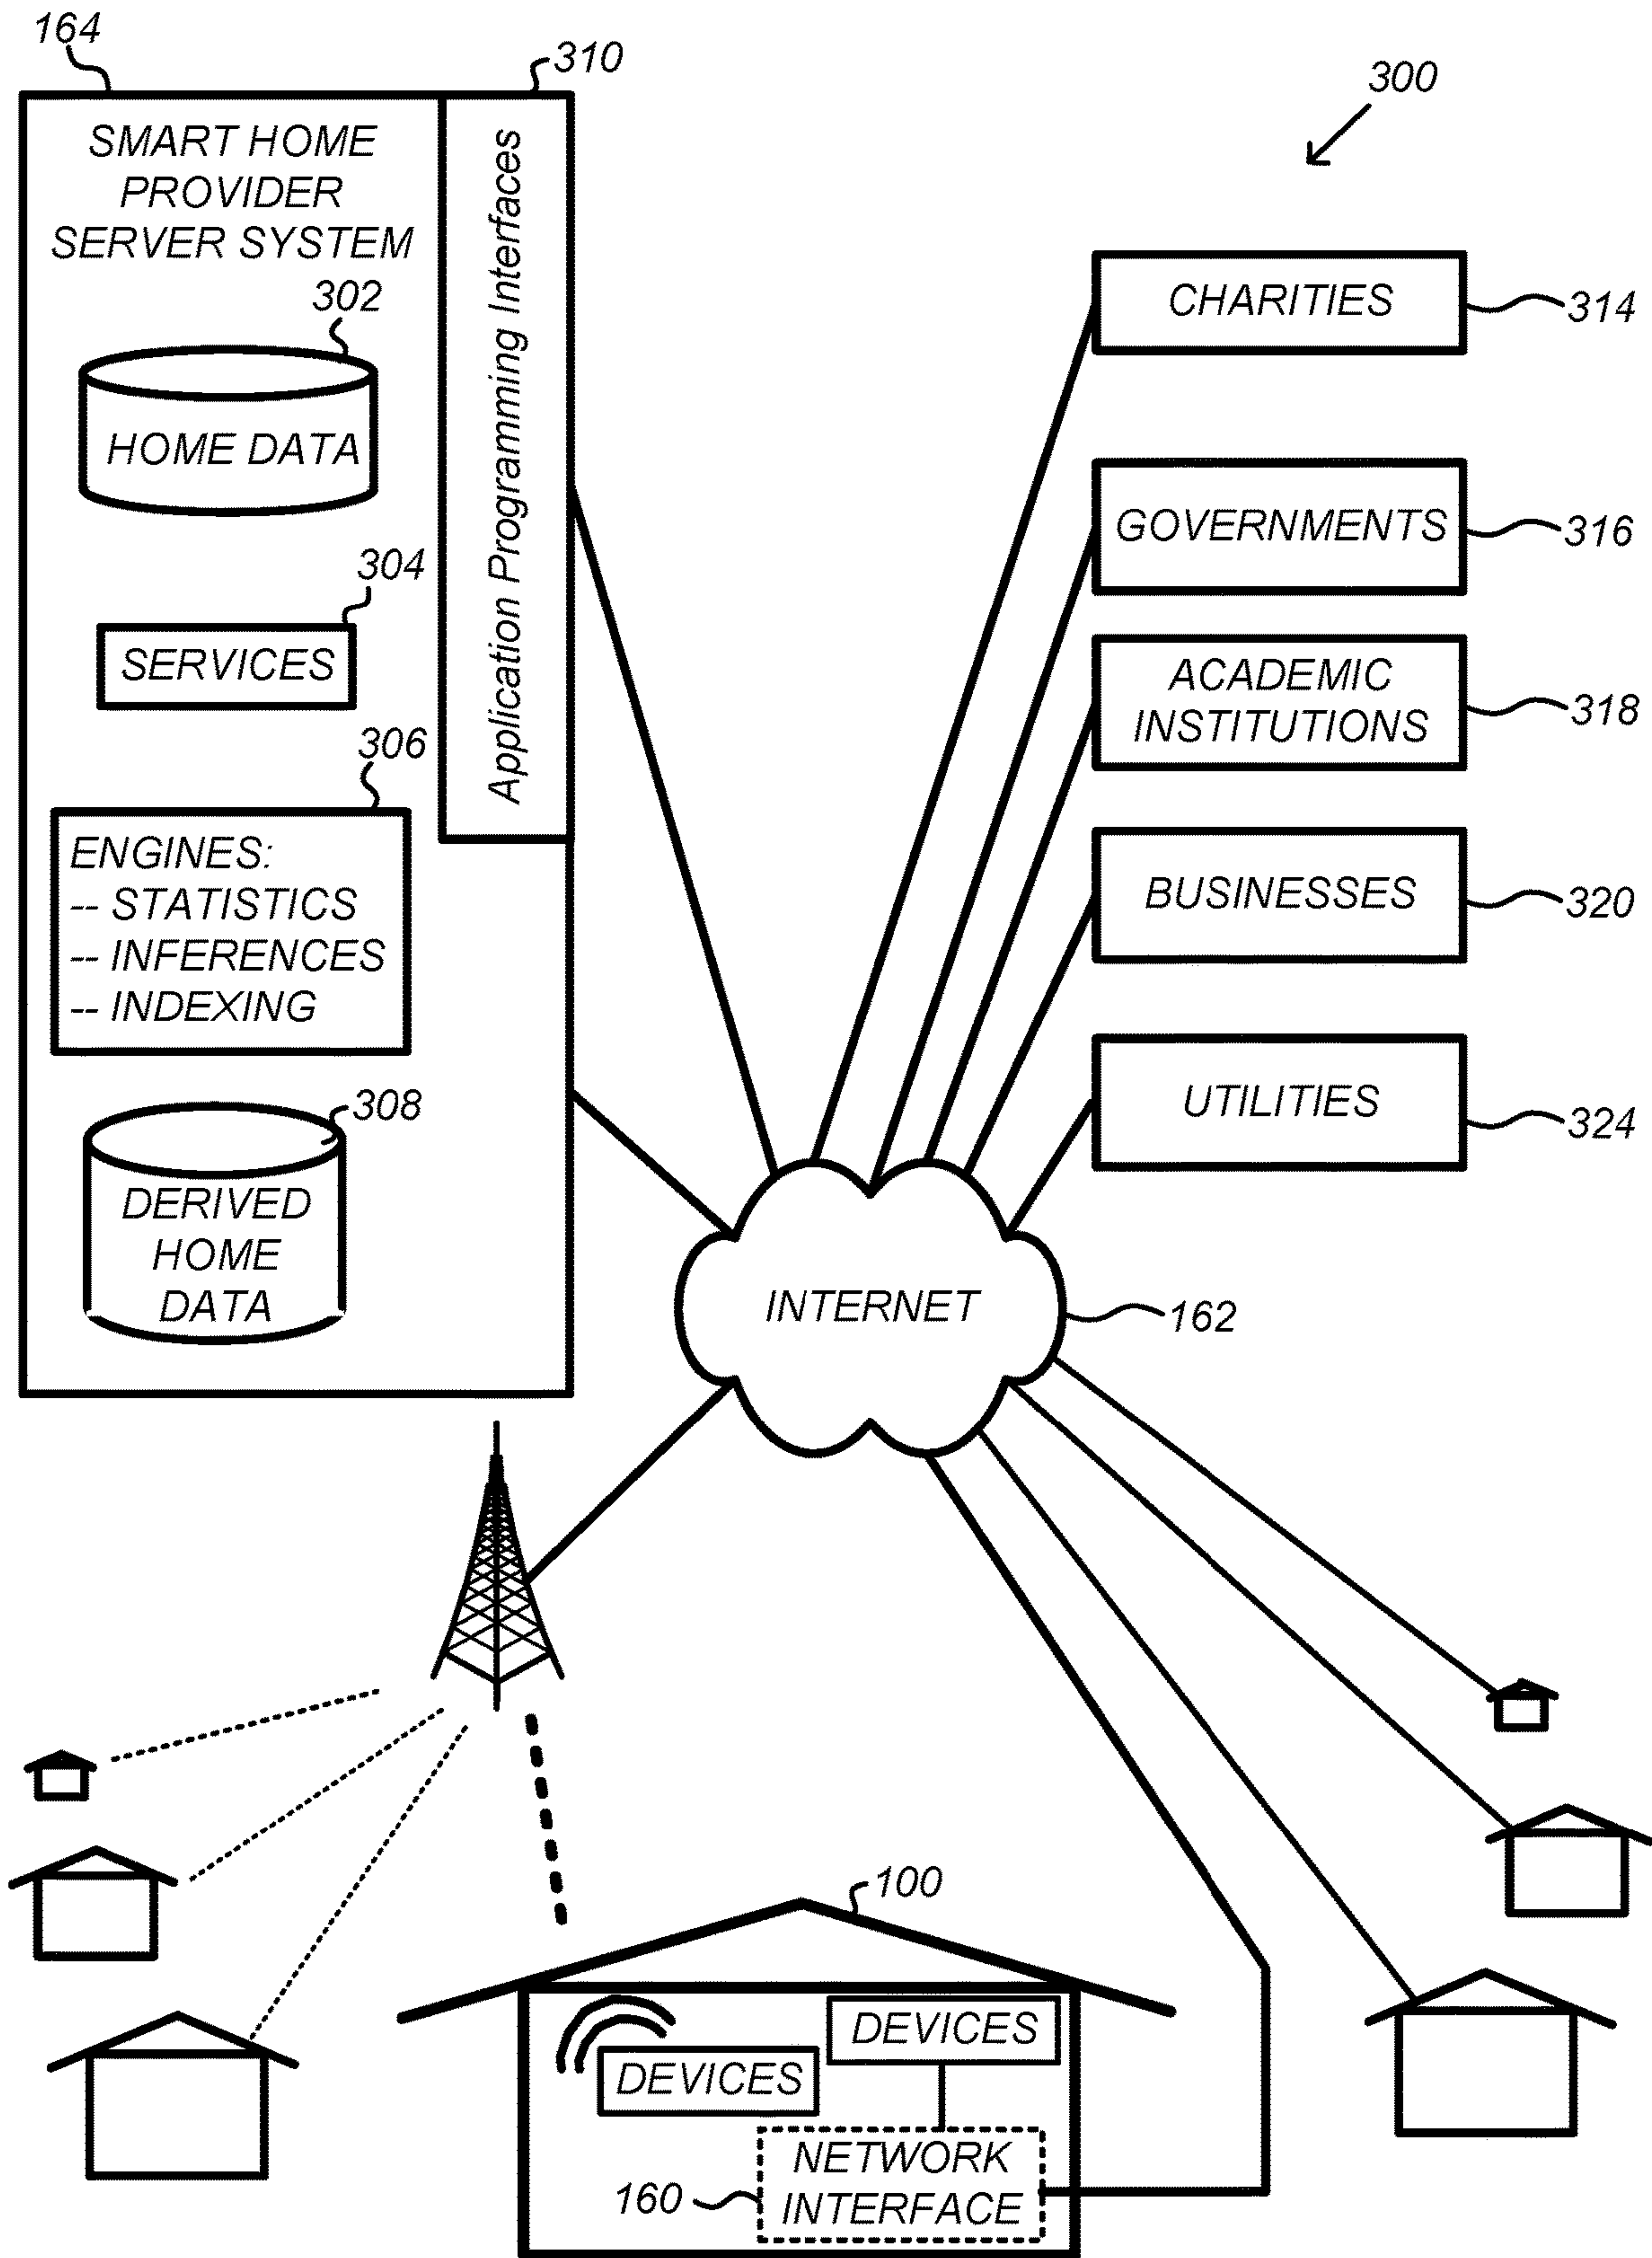 164
310
300
SMART HOME
PROVIDER
SERVER SYSTEM
Application Programming Interfaces
302
HOME DATA
304
SERVICES
306
ENGINES:
-- STATISTICS
-- INFERENCES
-- INDEXING
308
DERIVED
HOME
DATA
CHARITIES
314
GOVERNMENTS
316
ACADEMIC
INSTITUTIONS
318
BUSINESSES
320
UTILITIES
324
INTERNET
162
100
DEVICES
DEVICES
NETWORK
INTERFACE
160